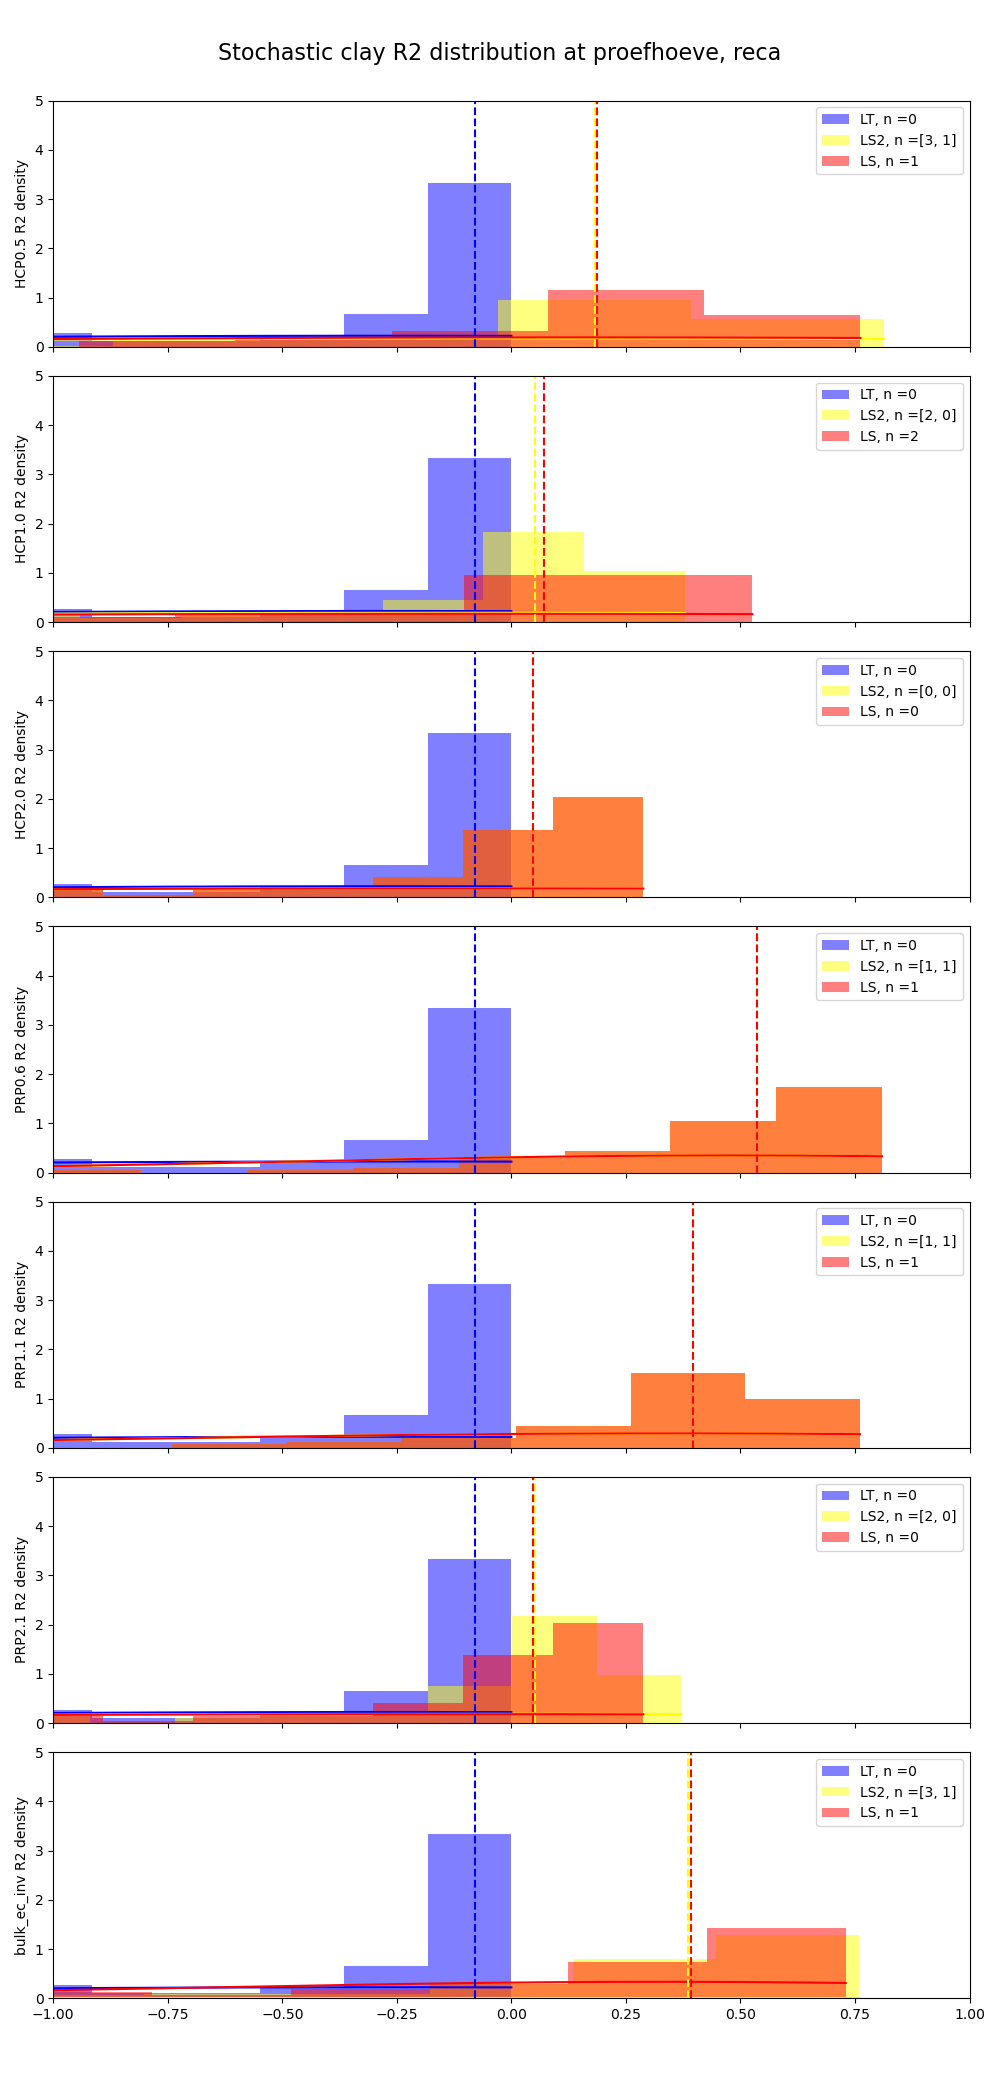 Stochastic clay R2 distribution at proefhoeve, reca
HCP0.5 R2 density
5
4
3
2
1
0
LT, n =0
LS2, n =[3, 1]
LS, n =1
HCP1.0 R2 density
5
4
3
2
1
0
LT, n =0
LS2, n =[2, 0]
LS, n =2
HCP2.0 R2 density
5
4
3
2
1
0
LT, n =0
LS2, n =[0, 0]
LS, n =0
PRP0.6 R2 density
5
4
3
2
1
0
LT, n =0
LS2, n =[1, 1]
LS, n =1
PRP1.1 R2 density
5
4
3
2
1
0
LT, n =0
LS2, n =[1, 1]
LS, n =1
PRP2.1 R2 density
5
4
3
2
1
0
LT, n =0
LS2, n =[2, 0]
LS, n =0
bulk_ec_inv R2 density
5
4
3
2
1
0
LT, n =0
LS2, n =[3, 1]
LS, n =1
−1.00 −0.75 −0.50 −0.25 0.00 0.25 0.50 0.75 1.00